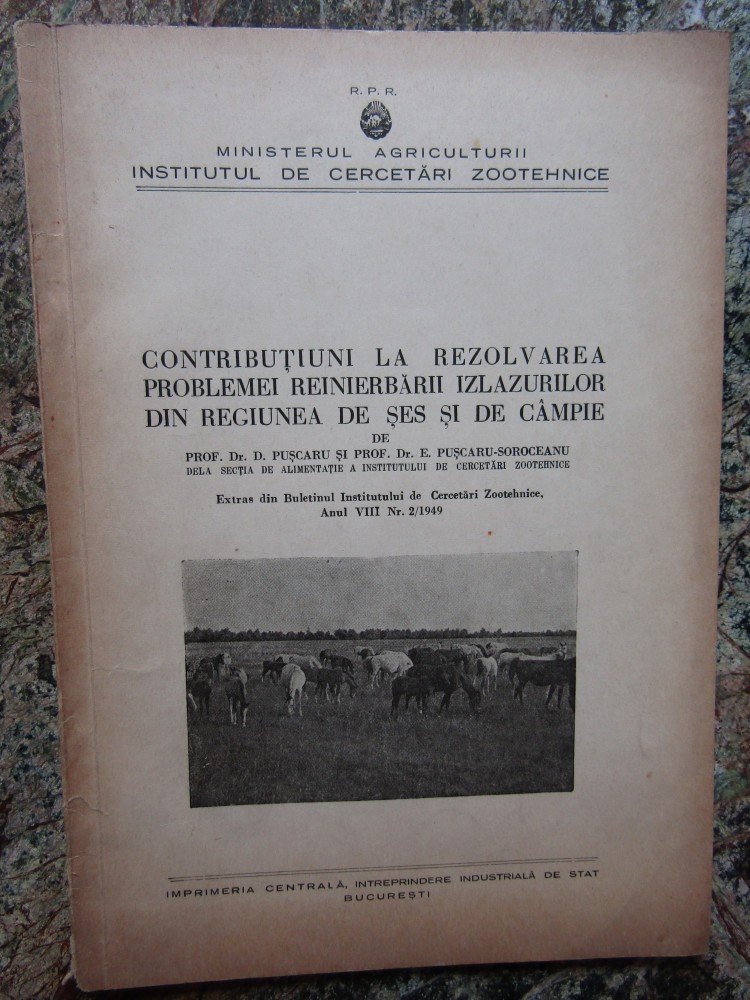 R. P. R.
MINISTERUL AGRICULTURII
INSTITUTUL DE CERCETĂRI ZOOTEHNICE
CONTRIBUȚIUNI LA REZOLVAREA
PROBLEMEI REINIERBĂRII IZLAZURILOR
DIN REGIUNEA DE ȘES ȘI DE CÂMPIE
DE
PROF. Dr. D. PUȘCARU ȘI PROF. Dr. E. PUȘCARU-SOROCEANU
DELA SECȚIA DE ALIMENTAȚIE A INSTITUTULUI DE CERCETĂRI ZOOTEHNICE
Extras din Buletinul Institutului de Cercetări Zootehnice,
Anul VIII Nr. 2/1949
IMPRIMERIA CENTRALĂ, INTREPRINDERE INDUSTRIALĂ DE STAT
BUCUREȘTI